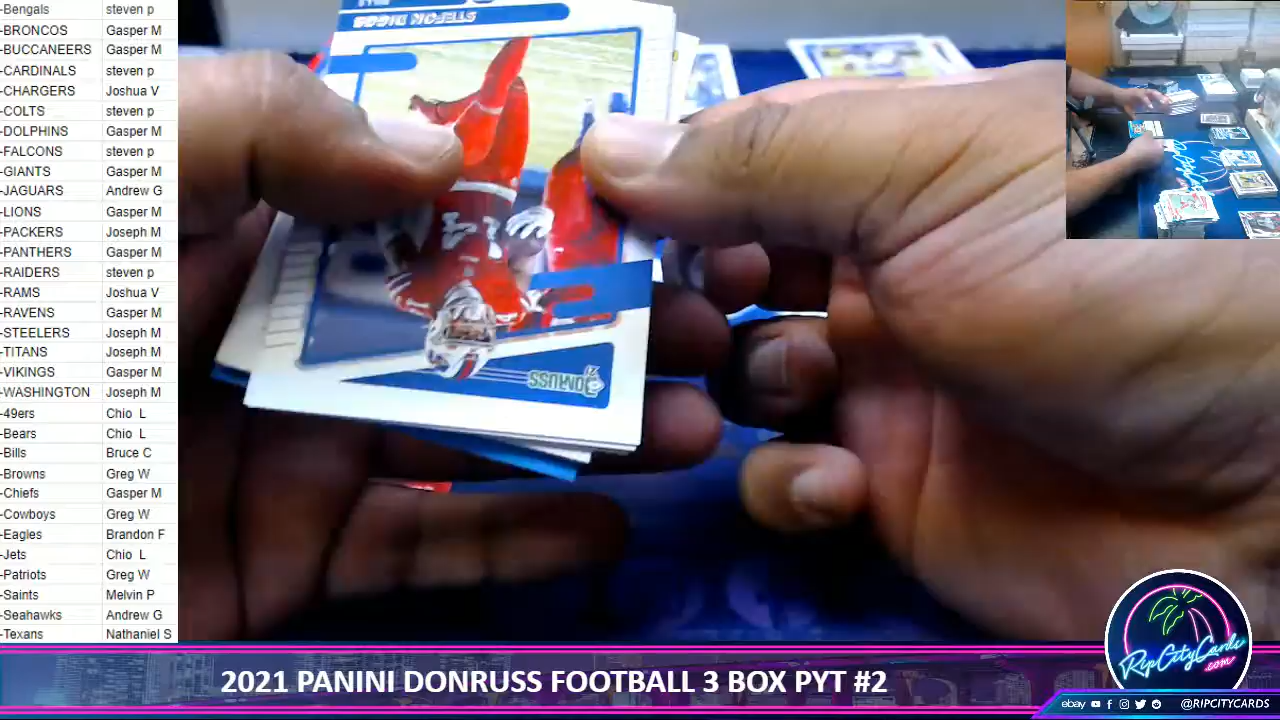 -Bengals steven p
-BRONCOS Gasper M
-BUCCANEERS Gasper M
-CARDINALS steven p
-CHARGERS Joshua V
-COLTS steven p
-DOLPHINS Gasper M
-FALCONS steven p
-GIANTS Gasper M
-JAGUARS Andrew G
-LIONS Gasper M
-PACKERS Joseph M
-PANTHERS Gasper M
-RAIDERS steven p
-RAMS Joshua V
-RAVENS Gasper M
-STEELERS Joseph M
-TITANS Joseph M
-VIKINGS Gasper M
-WASHINGTON Joseph M
-49ers Chio L
-Bears Chio L
-Bills Bruce C
-Browns Greg W
-Chiefs Gasper M
-Cowboys Greg W
-Eagles Brandon F
-Jets Chio L
-Patriots Greg W
-Saints Melvin P
-Seahawks Andrew G
-Texans Nathaniel S
DONRUSS
RipCityCards
.com
2021 PANINI DONRUSS FOOTBALL 3 BOX PYT #2
ebay @RIPCITYCARDS